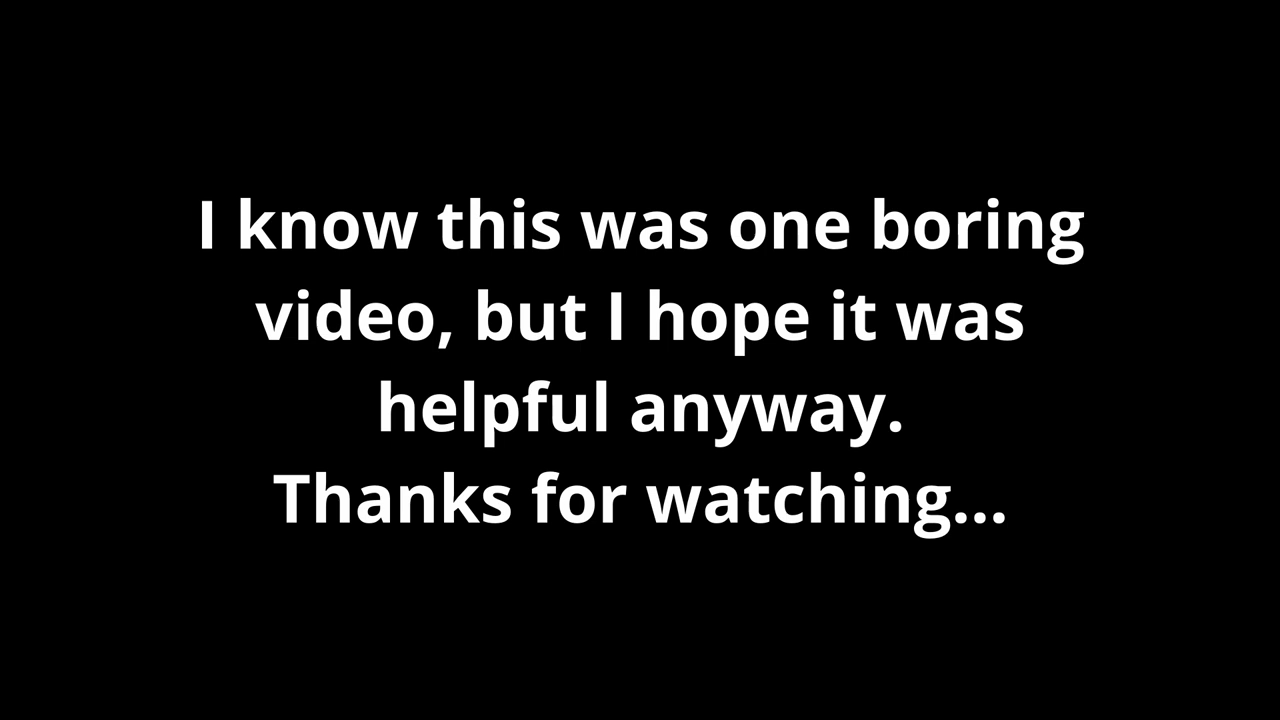 I know this was one boring
video, but I hope it was
helpful anyway.
Thanks for watching...